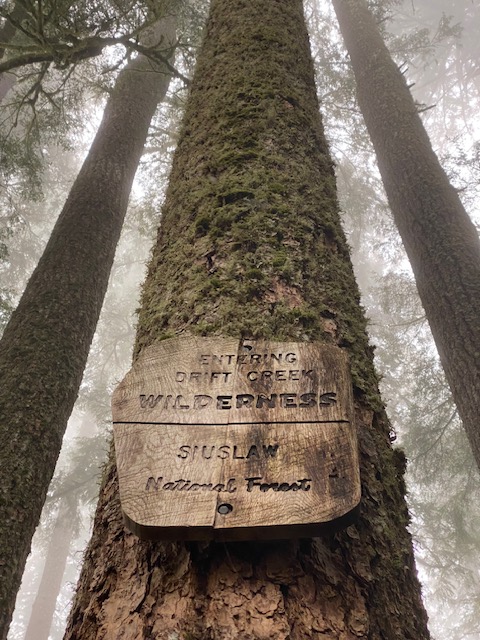 ENTERING
DRIFT CREEK
WILDERNESS
SIUSLAW
National Forest